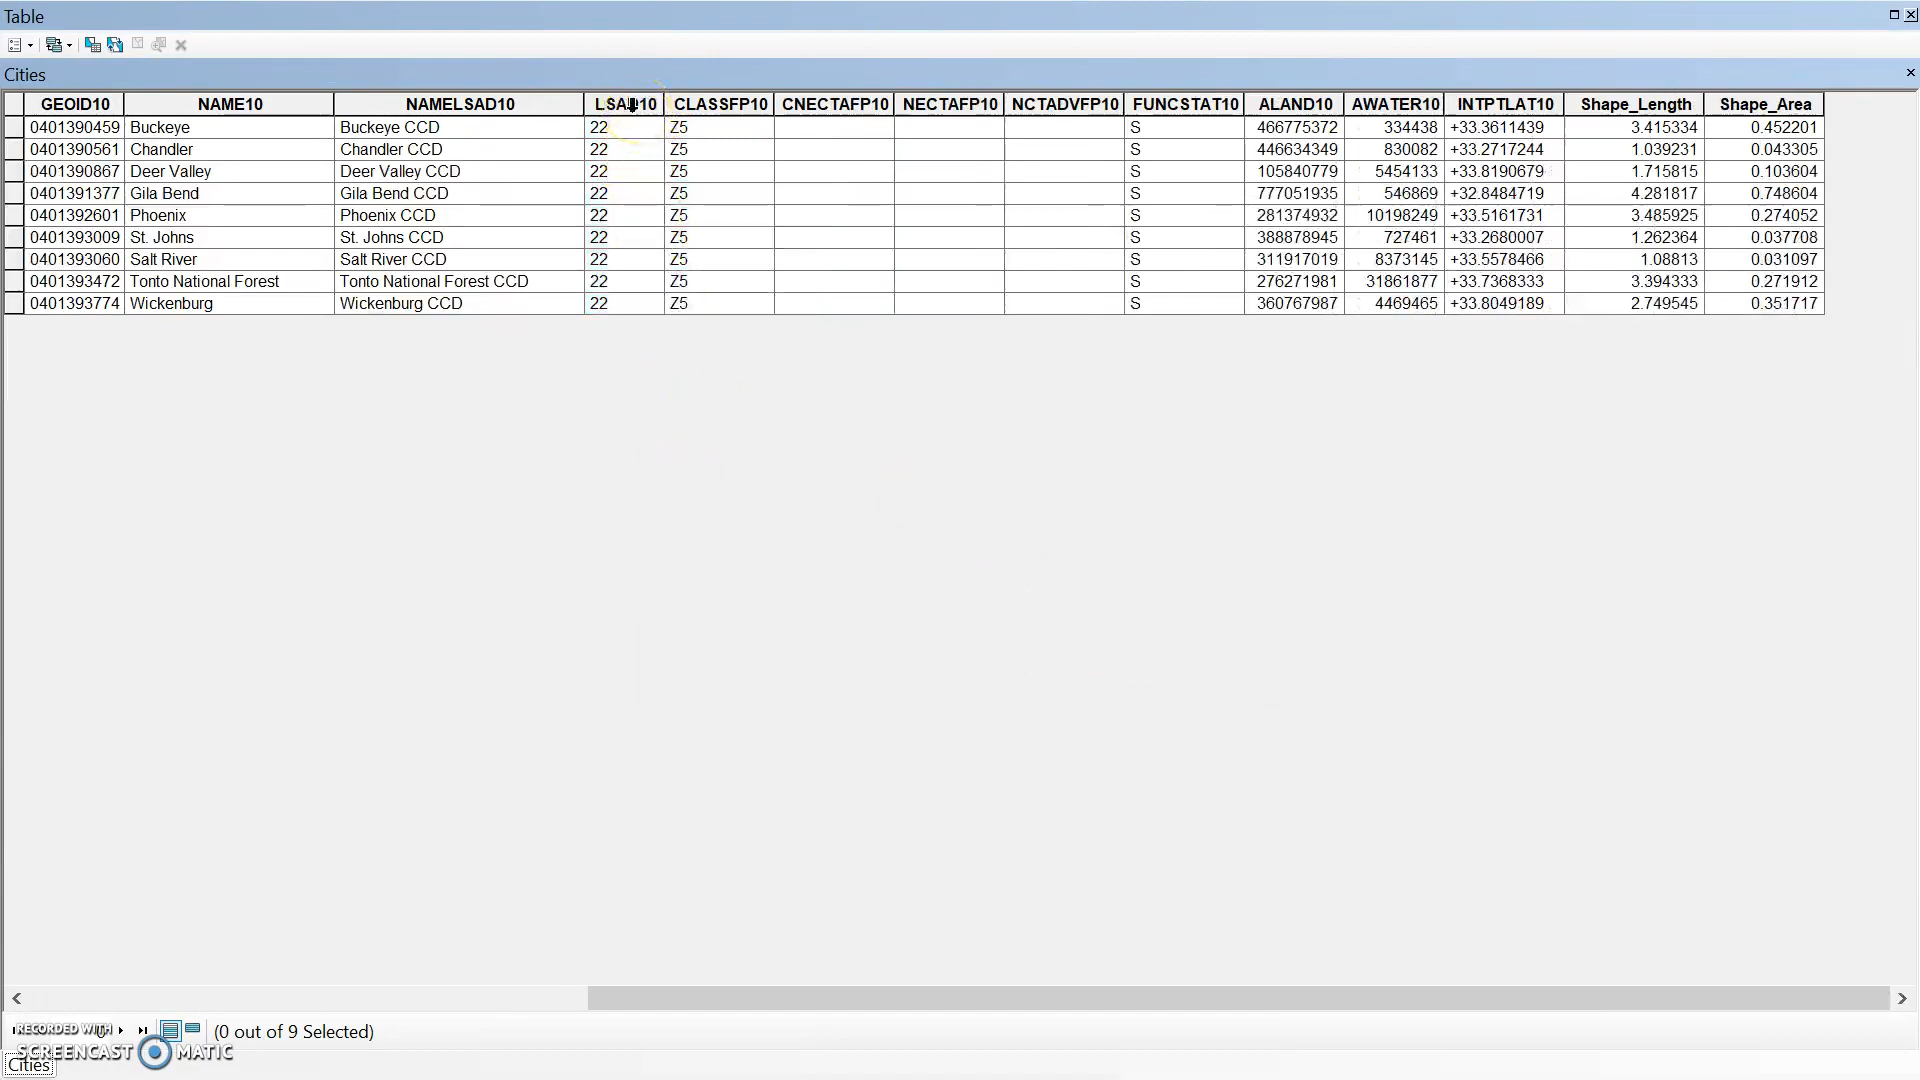 Table
Cities
GEOID10 NAME10 NAMELSAD10 LSAD10 CLASSFP10 CNECTAFP10 NECTAFP10 NCTADVFP10 FUNCSTAT10 ALAND10 AWATER10 INTPTLAT10 Shape_Length Shape_Area
0401390459 Buckeye Buckeye CCD 22 Z5 S 466775372 334438 +33.3611439 3.415334 0.452201
0401390561 Chandler Chandler CCD 22 Z5 S 446634349 830082 +33.2717244 1.039231 0.043305
0401390867 Deer Valley Deer Valley CCD 22 Z5 S 105840779 5454133 +33.8190679 1.715815 0.103604
0401391377 Gila Bend Gila Bend CCD 22 Z5 S 777051935 546869 +32.8484719 4.281817 0.748604
0401392601 Phoenix Phoenix CCD 22 Z5 S 281374932 10198249 +33.5161731 3.485925 0.274052
0401393009 St. Johns St. Johns CCD 22 Z5 S 388878945 727461 +33.2680007 1.262364 0.037708
0401393060 Salt River Salt River CCD 22 Z5 S 311917019 8373145 +33.5578466 1.08813 0.031097
0401393472 Tonto National Forest Tonto National Forest CCD 22 Z5 S 276271981 31861877 +33.7368333 3.394333 0.271912
0401393774 Wickenburg Wickenburg CCD 22 Z5 S 360767987 4469465 +33.8049189 2.749545 0.351717
(0 out of 9 Selected)
RECORDED WITH
SCREENCAST MATIC
Cities